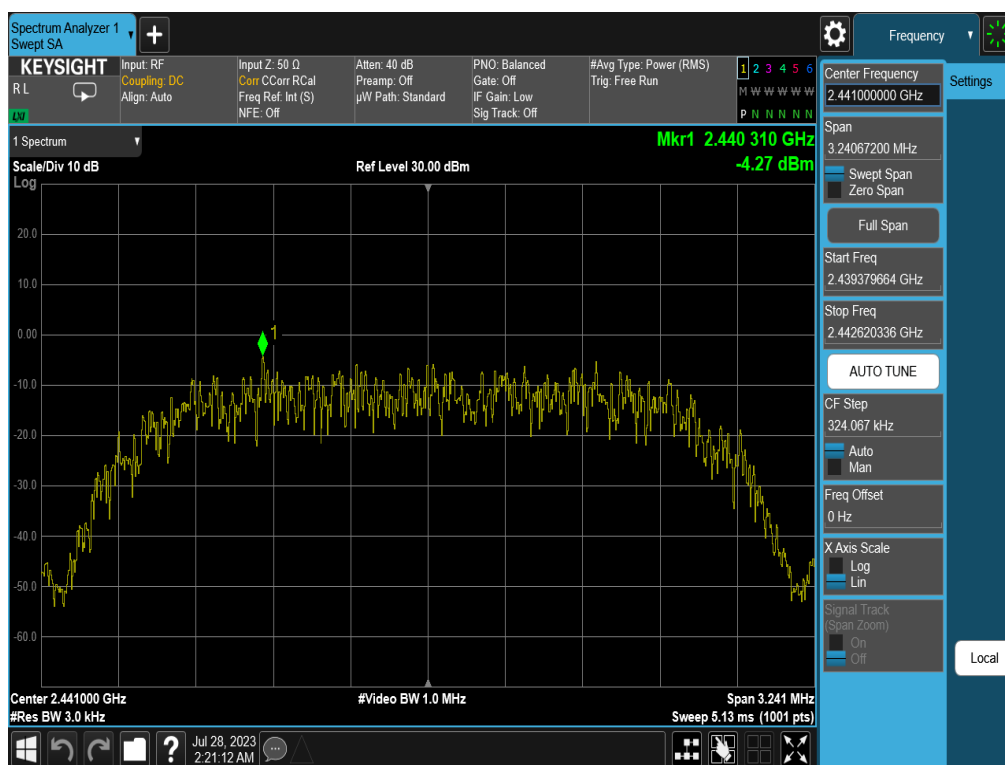 Spectrum Analyzer 1
Swept SA
+
Frequency
KEYSIGHT
R L
LXI
Input: RF
Coupling: DC
Align: Auto
Input Z: 50 Ω
Corr CCorr RCal
Freq Ref: Int (S)
NFE: Off
Atten: 40 dB
Preamp: Off
µW Path: Standard
PNO: Balanced
Gate: Off
IF Gain: Low
Sig Track: Off
#Avg Type: Power (RMS)
Trig: Free Run
1 2 3 4 5 6
M W W W W W
P N N N N N
1 Spectrum
Scale/Div 10 dB
Log
Ref Level 30.00 dBm
Mkr1 2.440 310 GHz
-4.27 dBm
20.0
10.0
0.00
-10.0
-20.0
-30.0
-40.0
-50.0
-60.0
1
Center 2.441000 GHz
#Res BW 3.0 kHz
#Video BW 1.0 MHz
Span 3.241 MHz
Sweep 5.13 ms (1001 pts)
Center Frequency
2.441000000 GHz
Settings
Span
3.24067200 MHz
Swept Span
Zero Span
Full Span
Start Freq
2.439379664 GHz
Stop Freq
2.442620336 GHz
AUTO TUNE
CF Step
324.067 kHz
Auto
Man
Freq Offset
0 Hz
X Axis Scale
Log
Lin
Signal Track
(Span Zoom)
On
Off
Local
?
Jul 28, 2023
2:21:12 AM